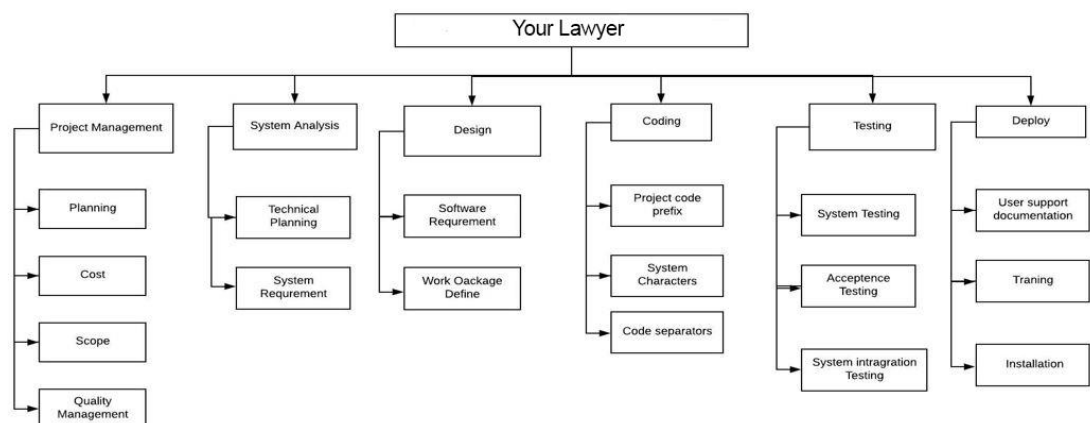 Your Lawyer
Project Management
System Analysis
Design
Coding
Testing
Deploy
Planning
Cost
Scope
Quality
Management
Technical
Planning
System
Requrement
Software
Requrement
Work Oackage
Define
Project code
prefix
System
Characters
Code separators
System Testing
Acceptence
Testing
System intragration
Testing
User support
documentation
Traning
Installation